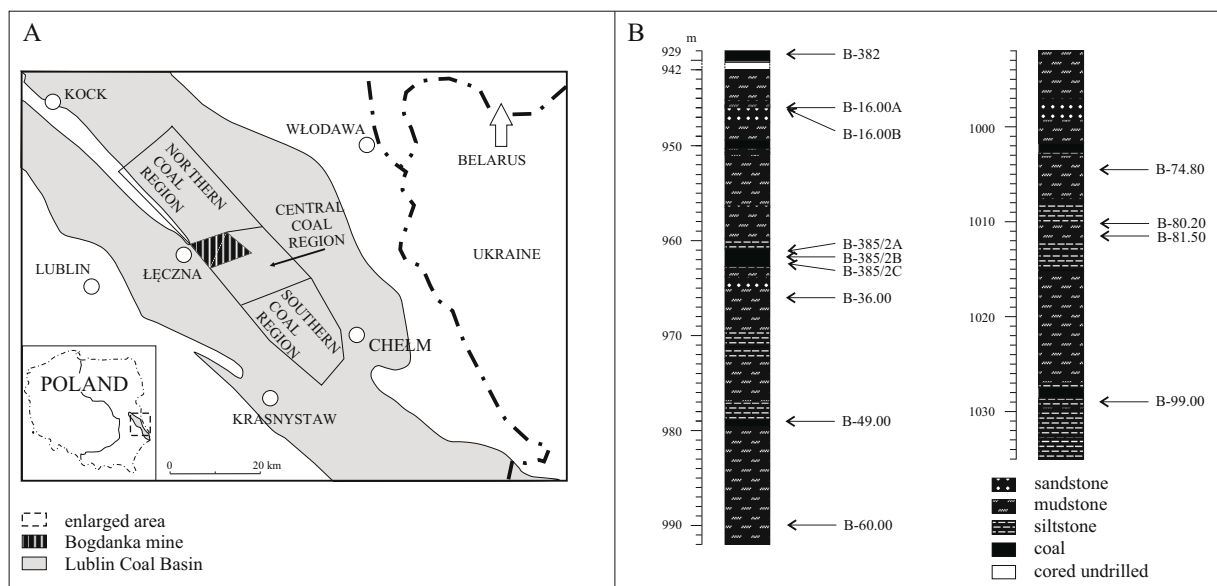 A
KOCK
WŁODAWA
BELARUS
NORTHERN
COAL
REGION
CENTRAL
COAL
REGION
UKRAINE
ŁĘCZNA
LUBLIN
SOUTHERN
COAL
REGION
CHEŁM
KRASNYSTAW
POLAND
0
20 km
enlarged area
Bogdanka mine
Lublin Coal Basin
B
m
929
942
950
960
970
980
990
B-382
B-16.00A
B-16.00B
B-385/2A
B-385/2B
B-385/2C
B-36.00
B-49.00
B-60.00
1000
1010
1020
1030
B-74.80
B-80.20
B-81.50
B-99.00
sandstone
mudstone
siltstone
coal
cored undrilled